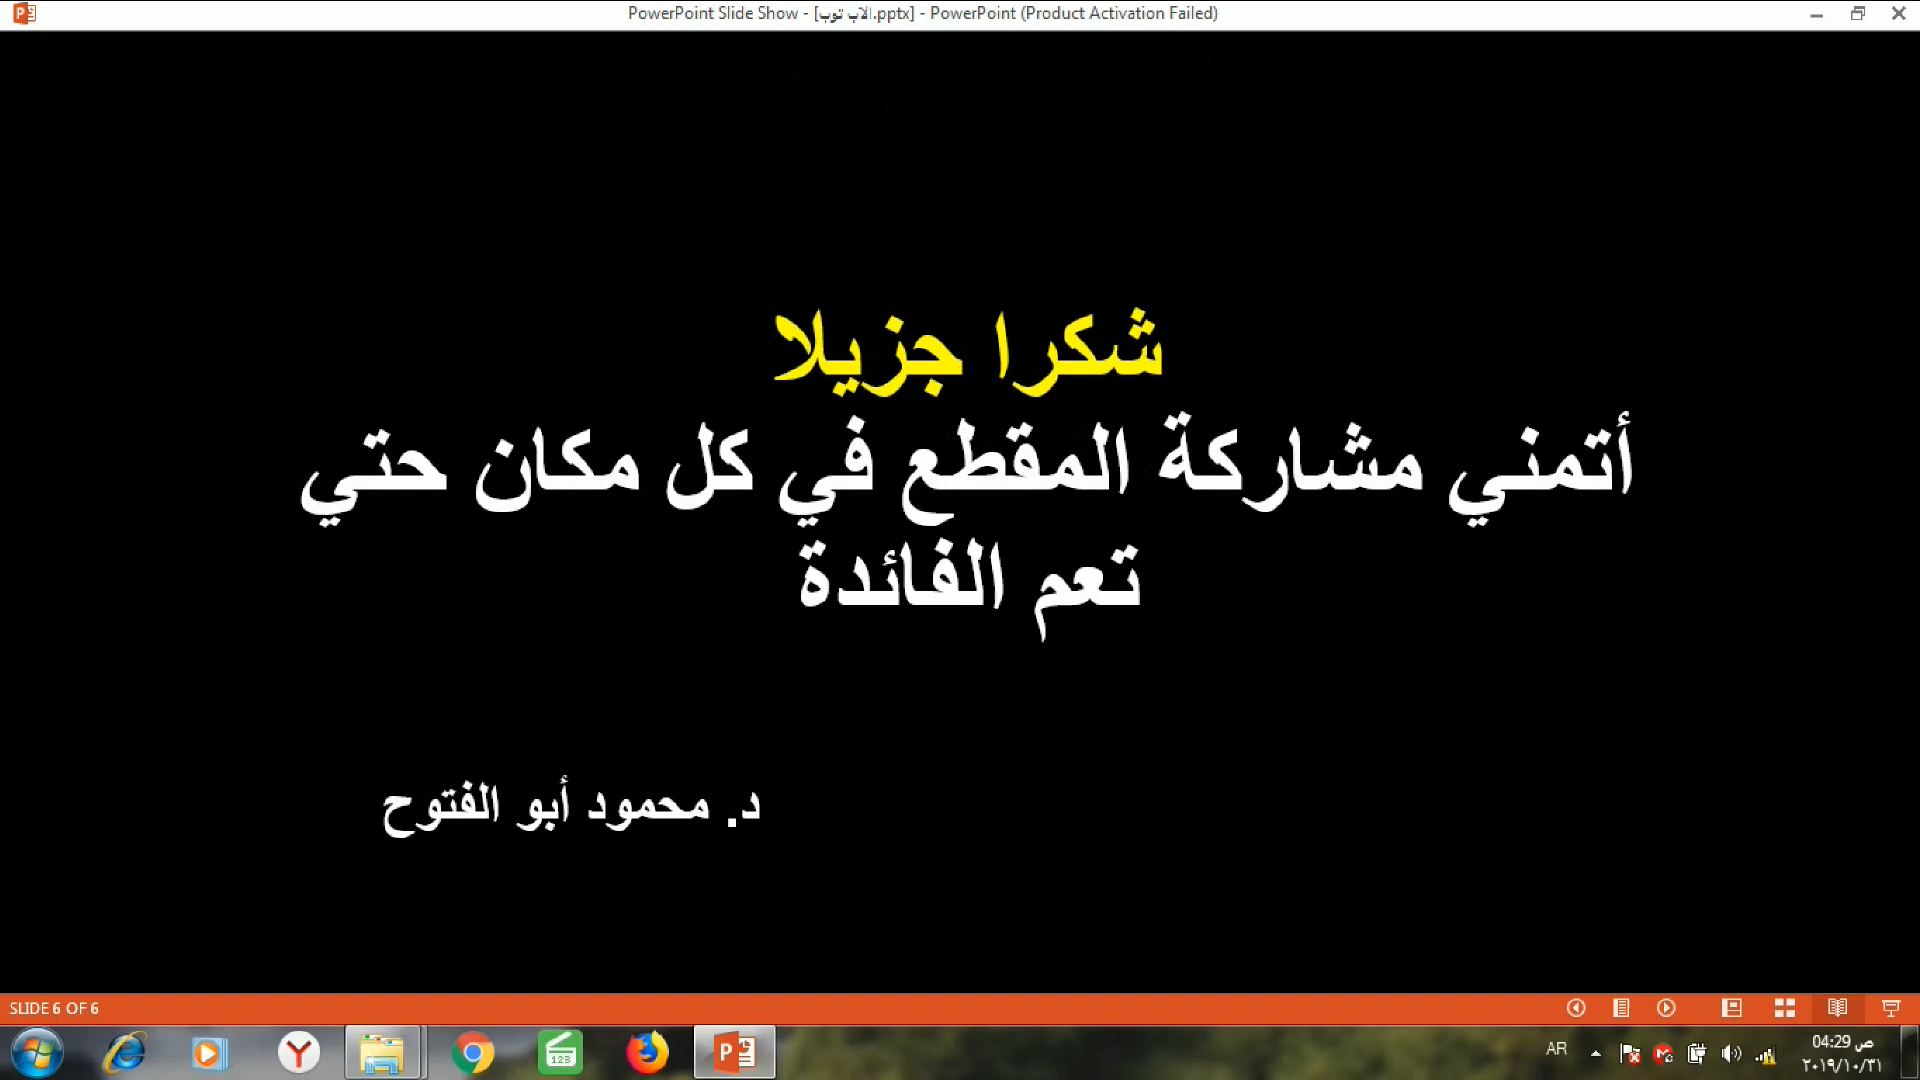 PowerPoint Slide Show - [الاب توب.pptx] - PowerPoint (Product Activation Failed)
شكرا جزيلا
أتمني مشاركة المقطع في كل مكان حتي
تعم الفائدة
د. محمود أبو الفتوح
SLIDE 6 OF 6
123
AR
04:29 ص
٢٠١٩/١٠/٣١